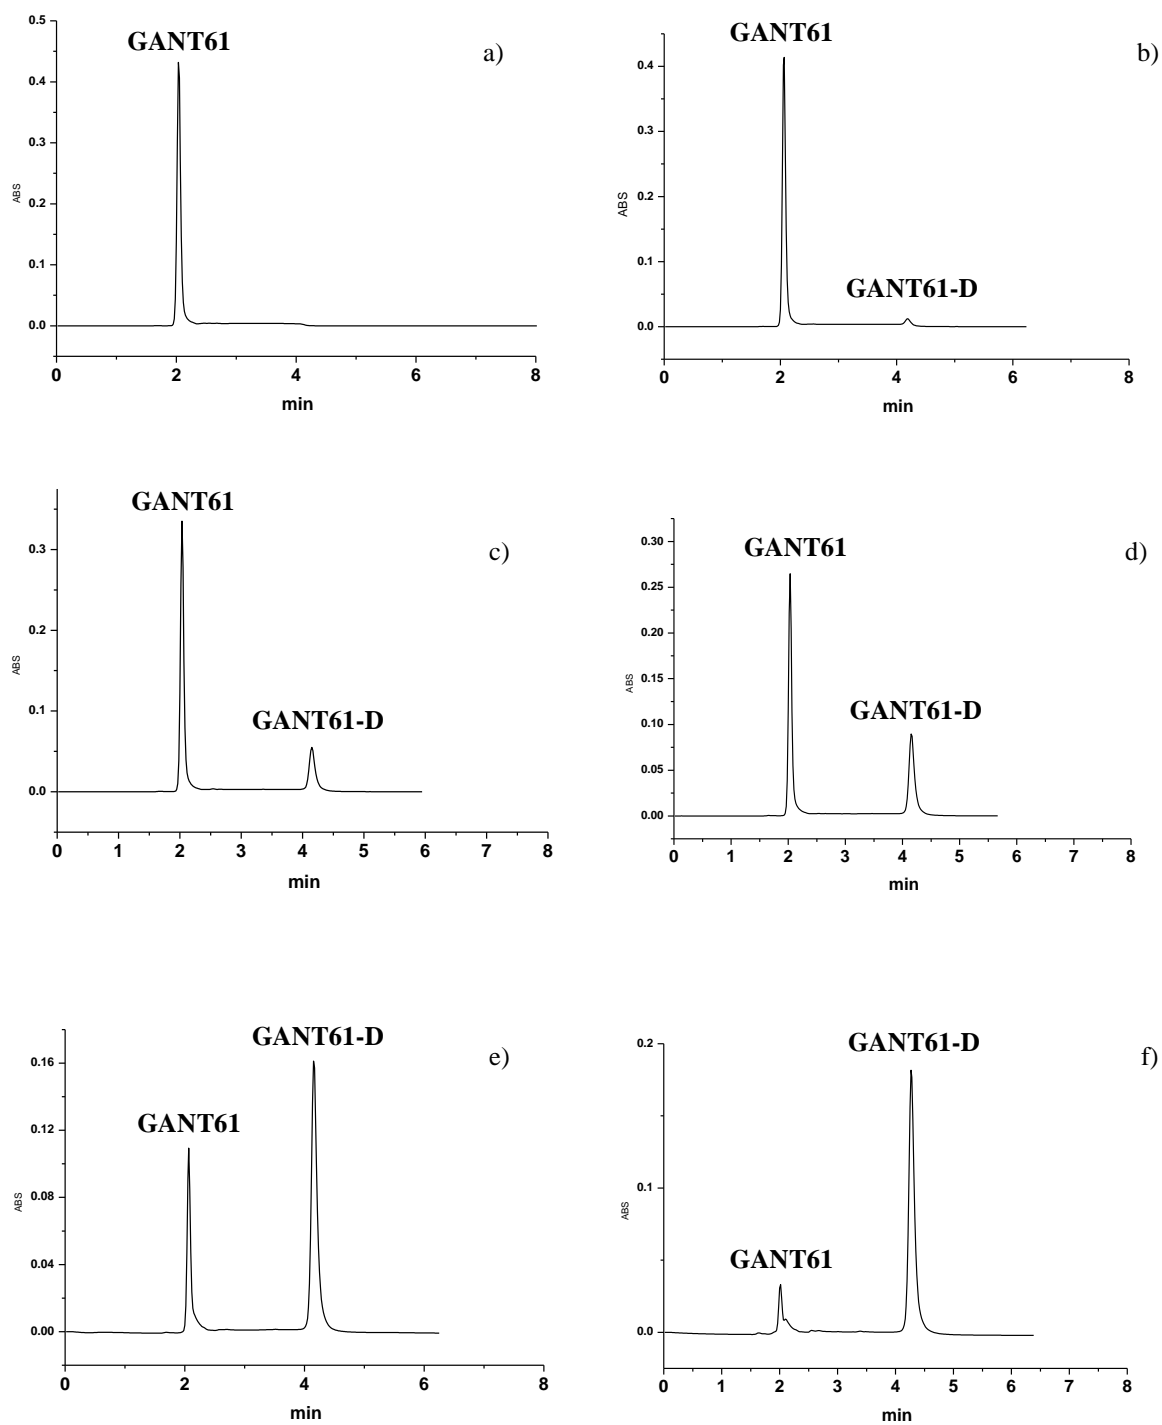 GANT61
a)
0.5
0.4
0.3
0.2
0.1
0.0
ABS
0 2 4 6 8
min
GANT61
b)
0.4
0.3
0.2
0.1
0.0
ABS
GANT61-D
0 2 4 6 8
min
GANT61
c)
0.3
0.2
0.1
0.0
ABS
GANT61-D
0 1 2 3 4 5 6 7 8
min
GANT61
d)
0.30
0.25
0.20
0.15
0.10
0.05
0.00
ABS
GANT61-D
0 1 2 3 4 5 6 7 8
min
GANT61-D
e)
GANT61
0.16
0.12
0.08
0.04
0.00
ABS
0 2 4 6 8
min
GANT61-D
f)
GANT61
0.2
0.1
0.0
ABS
0 1 2 3 4 5 6 7 8
min